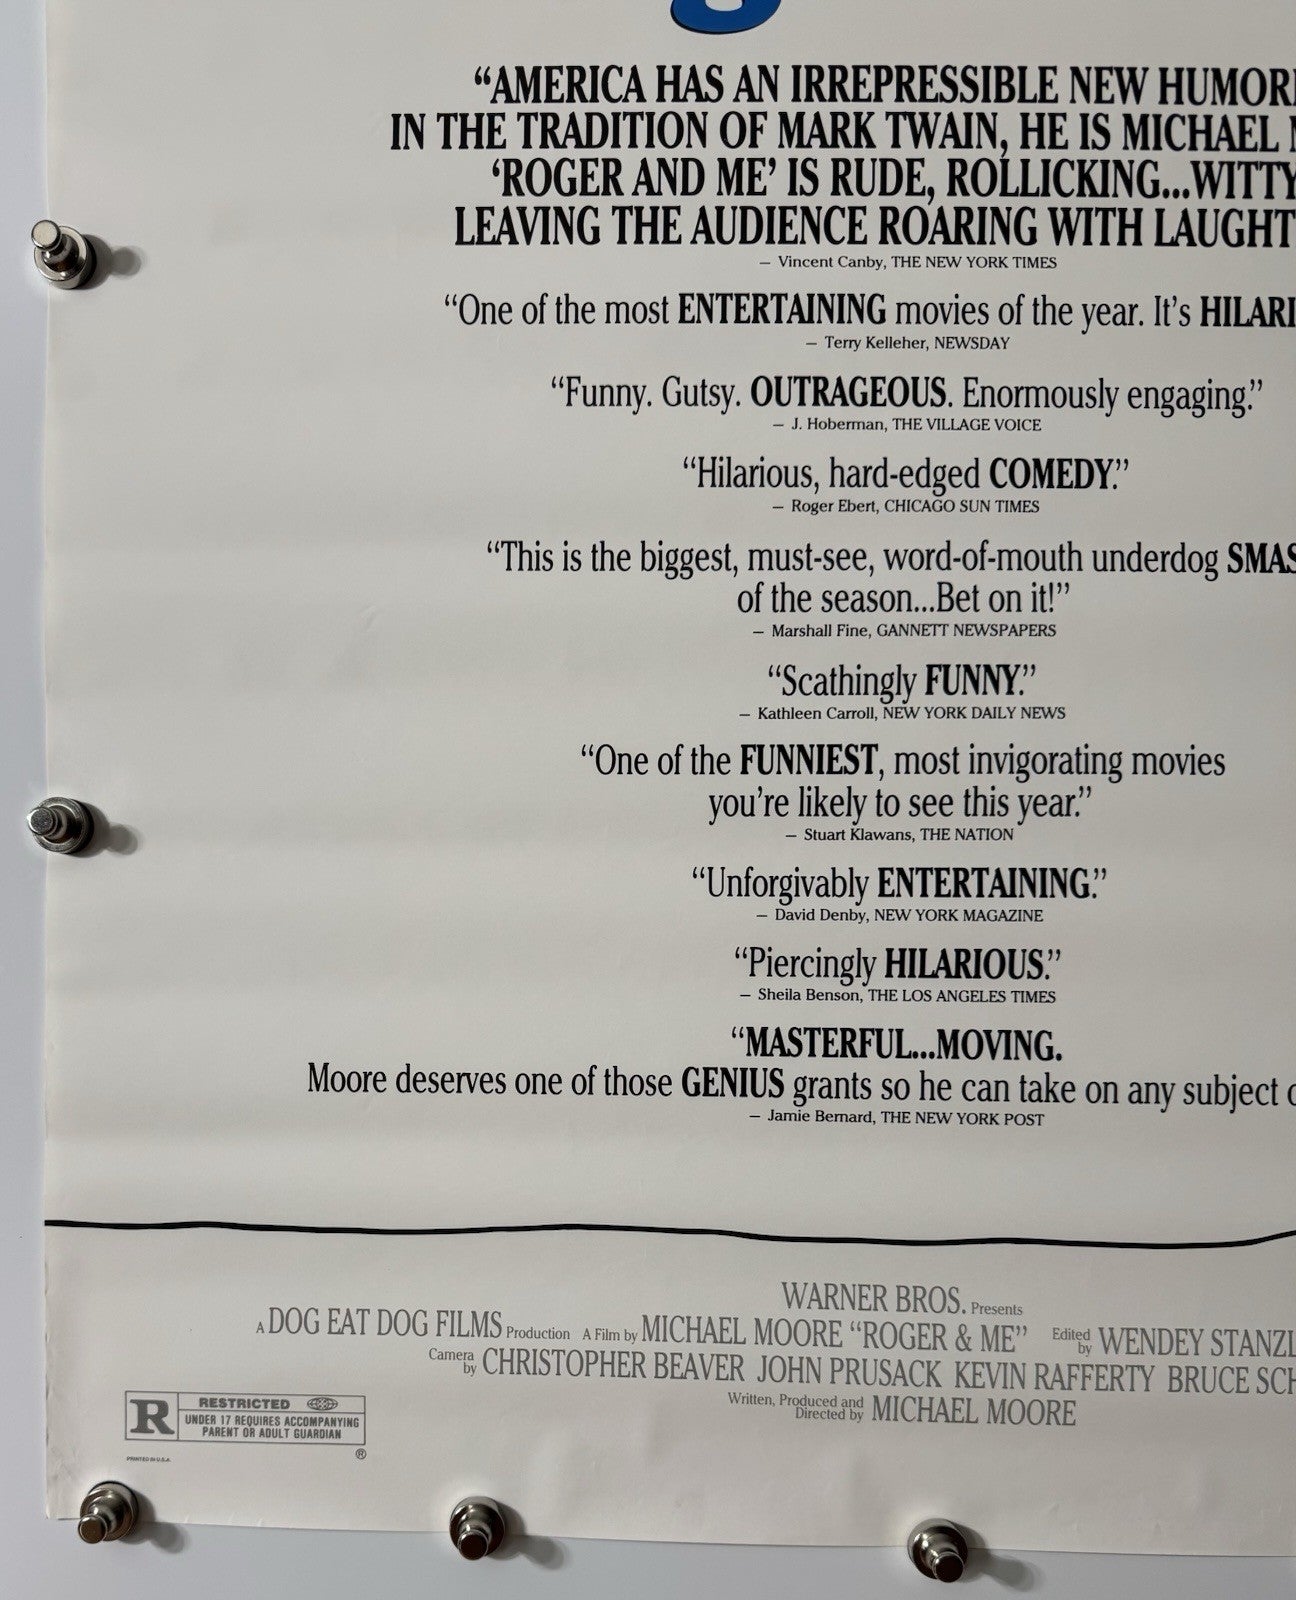 g
“AMERICA HAS AN IRREPRESSIBLE NEW HUMORI
IN THE TRADITION OF MARK TWAIN, HE IS MICHAEL M
‘ROGER AND ME’ IS RUDE, ROLLICKING...WITTY
LEAVING THE AUDIENCE ROARING WITH LAUGHT
– Vincent Canby, THE NEW YORK TIMES
“One of the most ENTERTAINING movies of the year. It’s HILARI
– Terry Kelleher, NEWSDAY
“Funny. Gutsy. OUTRAGEOUS. Enormously engaging.”
– J. Hoberman, THE VILLAGE VOICE
“Hilarious, hard-edged COMEDY.”
– Roger Ebert, CHICAGO SUN TIMES
“This is the biggest, must-see, word-of-mouth underdog SMAS
of the season...Bet on it!”
– Marshall Fine, GANNETT NEWSPAPERS
“Scathingly FUNNY.”
– Kathleen Carroll, NEW YORK DAILY NEWS
“One of the FUNNIEST, most invigorating movies
you’re likely to see this year.”
– Stuart Klawans, THE NATION
“Unforgivably ENTERTAINING.”
– David Denby, NEW YORK MAGAZINE
“Piercingly HILARIOUS.”
– Sheila Benson, THE LOS ANGELES TIMES
“MASTERFUL...MOVING.
Moore deserves one of those GENIUS grants so he can take on any subject o
– Jamie Bernard, THE NEW YORK POST
WARNER BROS. Presents
A DOG EAT DOG FILMS Production A Film by MICHAEL MOORE “ROGER & ME” Edited by WENDEY STANZL
Camera by CHRISTOPHER BEAVER JOHN PRUSACK KEVIN RAFFERTY BRUCE SCH
Written, Produced and Directed by MICHAEL MOORE
R RESTRICTED
UNDER 17 REQUIRES ACCOMPANYING
PARENT OR ADULT GUARDIAN
®
PRINTED IN U.S.A.